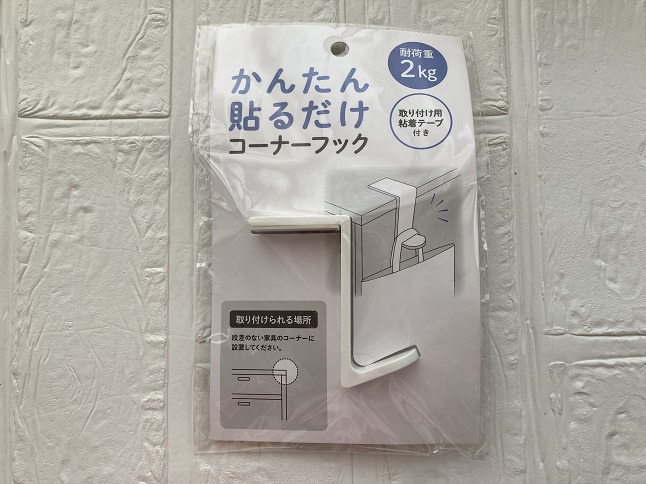 かんたん
貼るだけ
コーナーフック
耐荷重
2kg
取り付け用
粘着テープ
付き
取り付けられる場所
段差のない家具のコーナーに
設置してください。